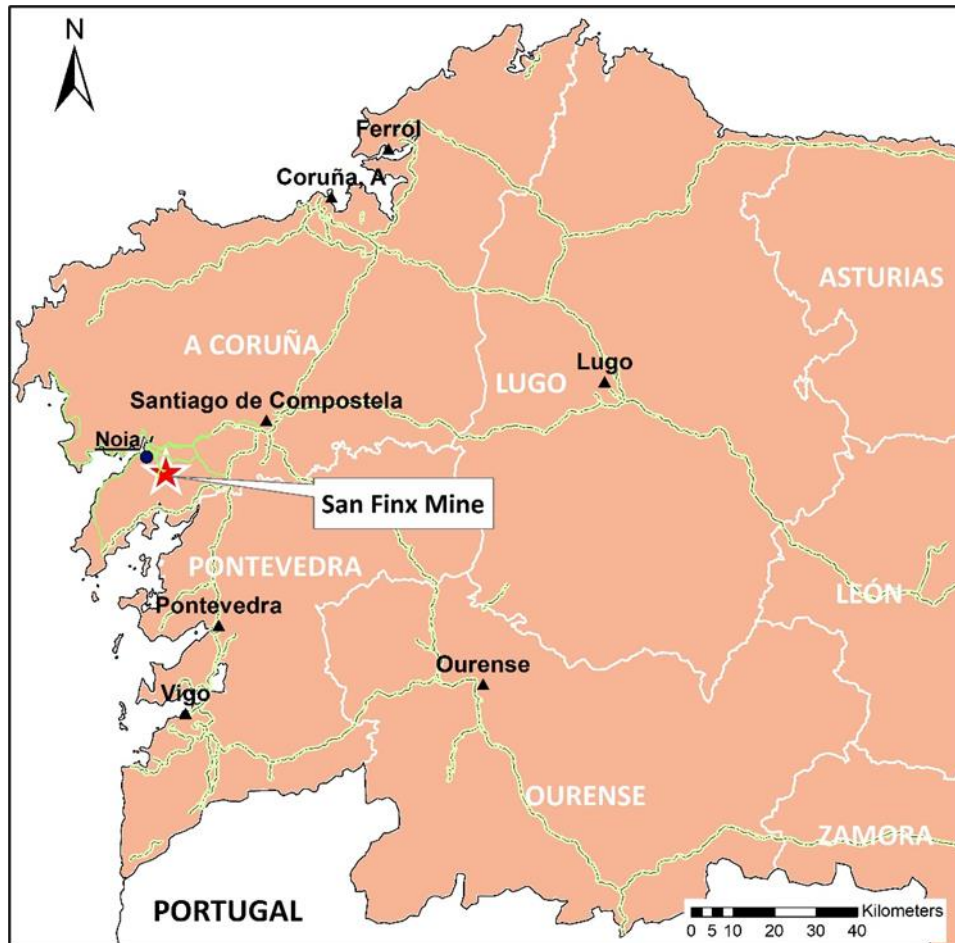 N
Ferrol
Coruña, A
ASTURIAS
A CORUÑA
Lugo
LUGO
Santiago de Compostela
Noia
San Finx Mine
PONTEVEDRA
LEÓN
Pontevedra
Ourense
Vigo
OURENSE
ZAMORA
PORTUGAL
Kilometers
0 5 10 20 30 40